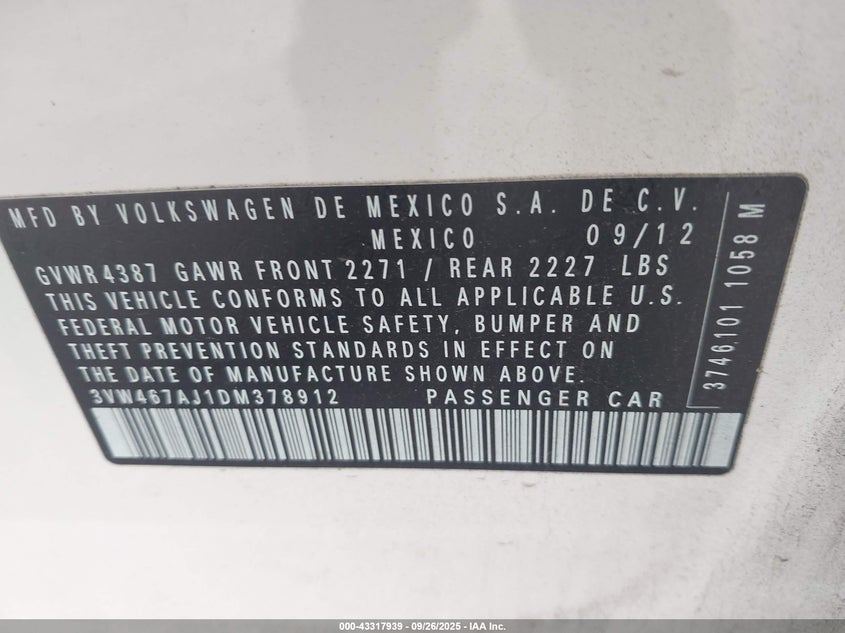 MFD BY VOLKSWAGEN DE MEXICO S.A. DE C.V.
MEXICO 09/12
GVWR 4387 GAWR FRONT 2271 / REAR 2227 LBS
THIS VEHICLE CONFORMS TO ALL APPLICABLE U.S.
FEDERAL MOTOR VEHICLE SAFETY, BUMPER AND
THEFT PREVENTION STANDARDS IN EFFECT ON
THE DATE OF MANUFACTURE SHOWN ABOVE.
3VW467AJ1DM378912 PASSENGER CAR
3746101 1058 M
000-43317939 - 09/26/2025 - IAA Inc.